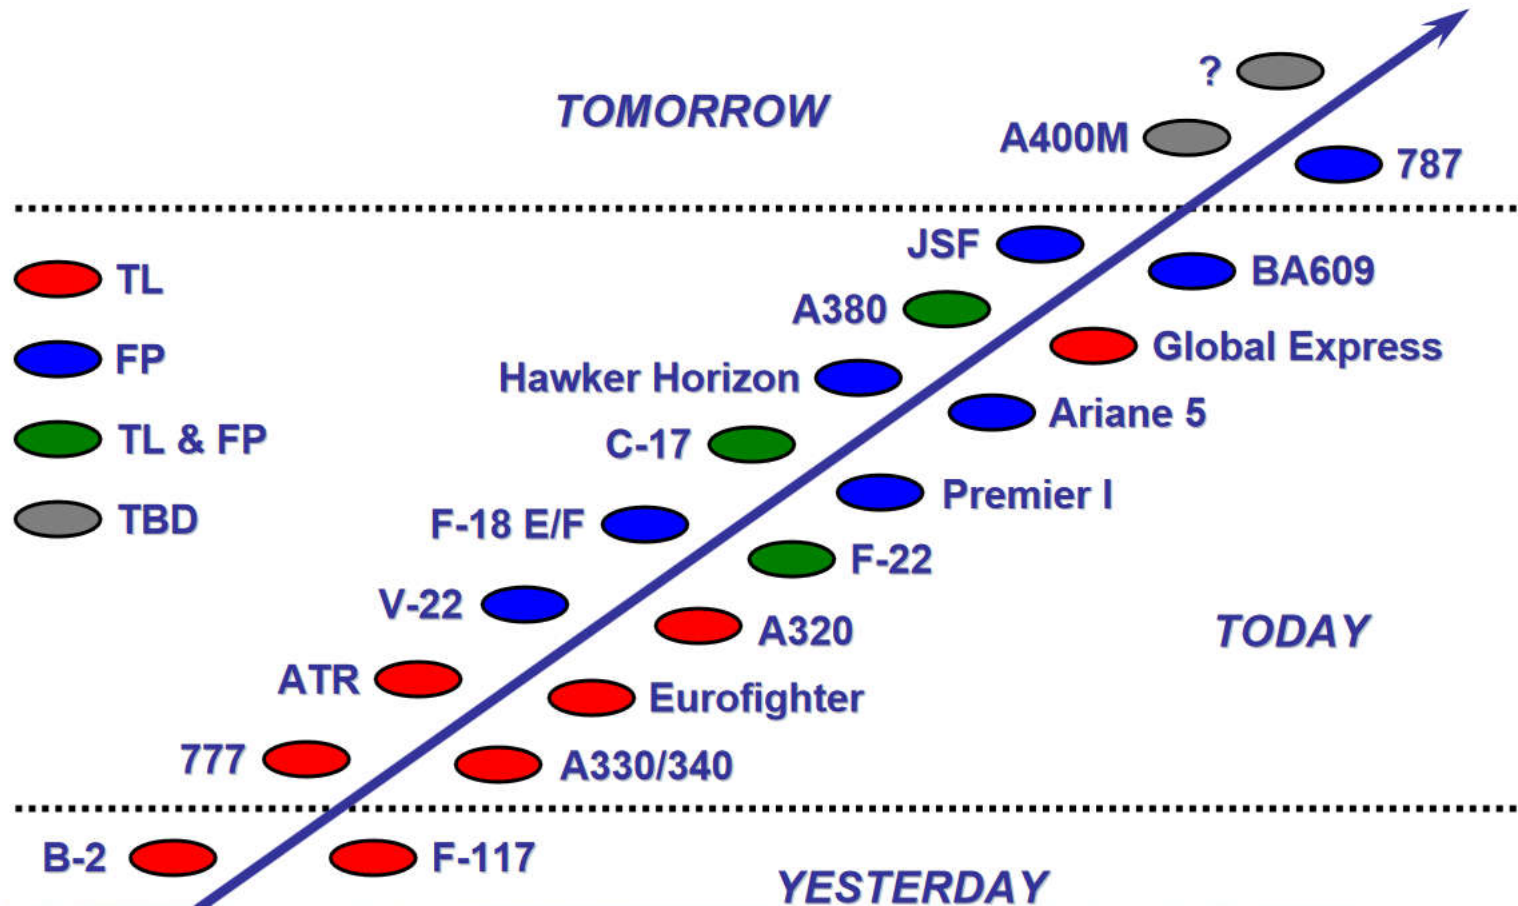 ?
TOMORROW
A400M
787
JSF
BA609
TL
A380
Global Express
FP
Hawker Horizon
Ariane 5
TL & FP
C-17
Premier I
TBD
F-18 E/F
F-22
V-22
A320
TODAY
ATR
Eurofighter
777
A330/340
B-2
F-117
YESTERDAY